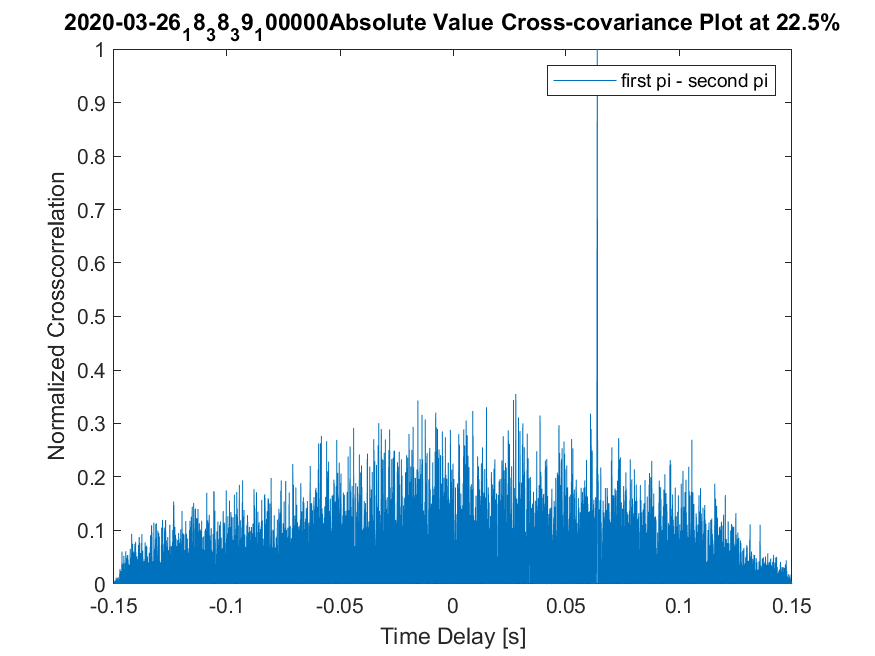 2020-03-26₁8₃8₃9₁00000Absolute Value Cross-covariance Plot at 22.5%
1
first pi - second pi
0.9
0.8
0.7
0.6
0.5
0.4
0.3
0.2
0.1
0
Normalized Crosscorrelation
-0.15 -0.1 -0.05 0 0.05 0.1 0.15
Time Delay [s]